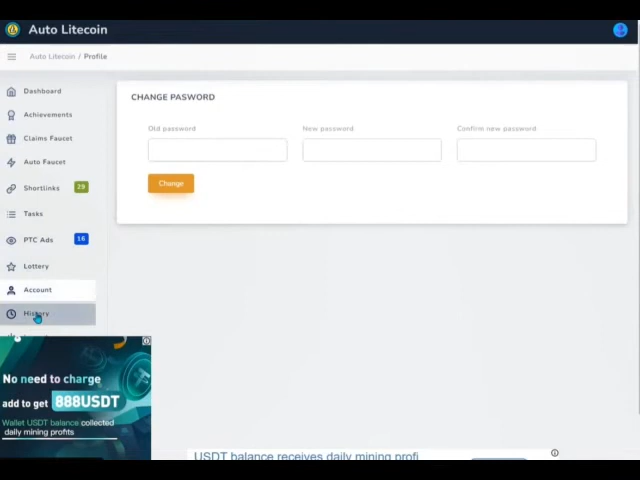 Auto Litecoin
Auto Litecoin / Profile
Dashboard
Achievements
Claims Faucet
Auto Faucet
Shortlinks 29
Tasks
PTC Ads 16
Lottery
Account
History
CHANGE PASWORD
Old password
New password
Confirm new password
Change
No need to charge
add to get 888USDT
Wallet USDT balance collected
daily mining profits
USDT balance receives daily mining profi